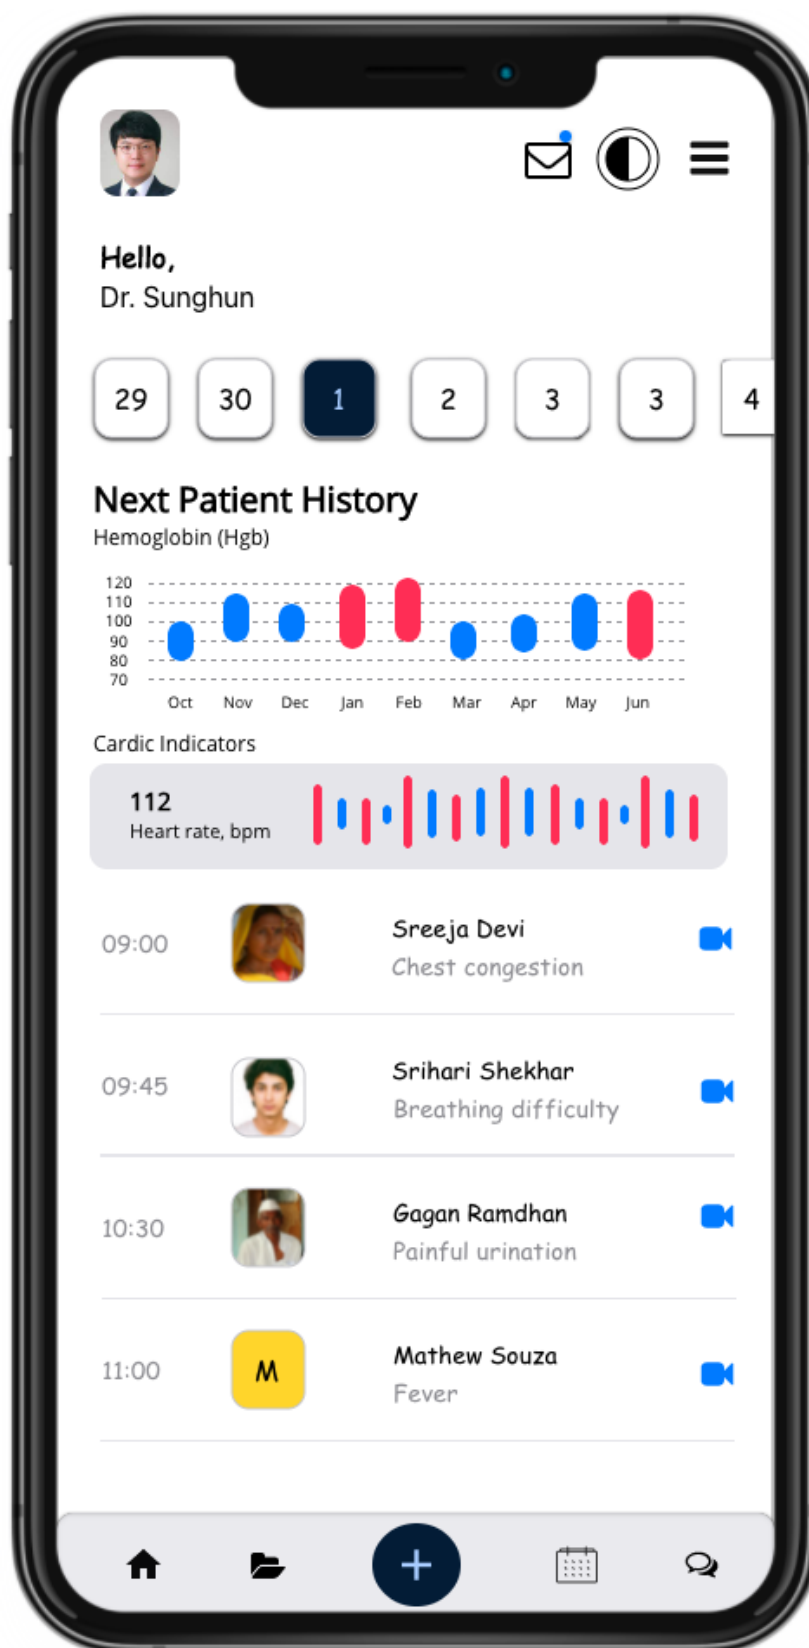 Hello,
Dr. Sunghun
29 30 1 2 3 3 4
Next Patient History
Hemoglobin (Hgb)
120
110
100
90
80
70
Oct Nov Dec Jan Feb Mar Apr May Jun
Cardic Indicators
112
Heart rate, bpm
09:00 Sreeja Devi
Chest congestion
09:45 Srihari Shekhar
Breathing difficulty
10:30 Gagan Ramdhan
Painful urination
11:00 M Mathew Souza
Fever